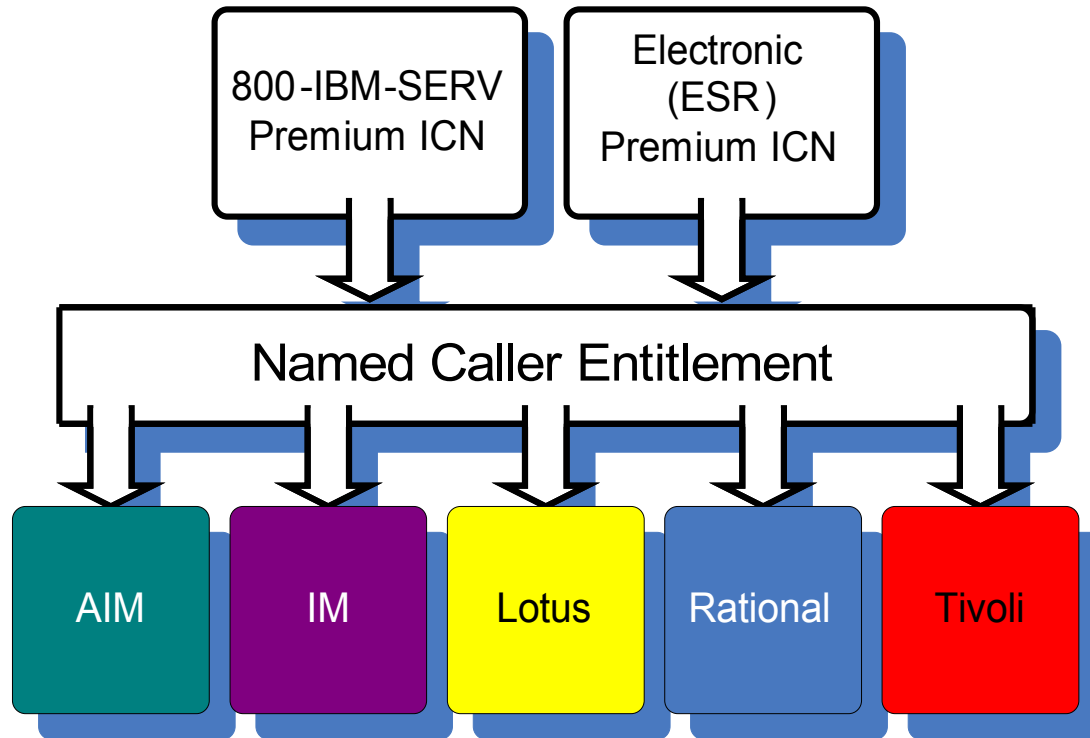 800-IBM-SERV
Premium ICN
Electronic
(ESR)
Premium ICN
Named Caller Entitlement
AIM
IM
Lotus
Rational
Tivoli